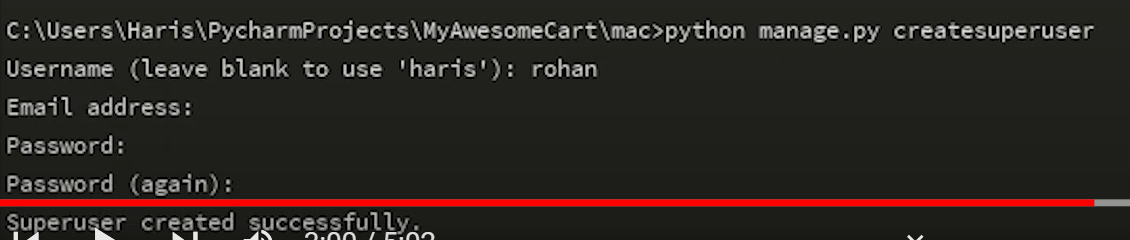 C:\Users\Haris\PycharmProjects\MyAwesomeCart\mac>python manage.py createsuperuser
Username (leave blank to use 'haris'): rohan
Email address:
Password:
Password (again):
Superuser created successfully.